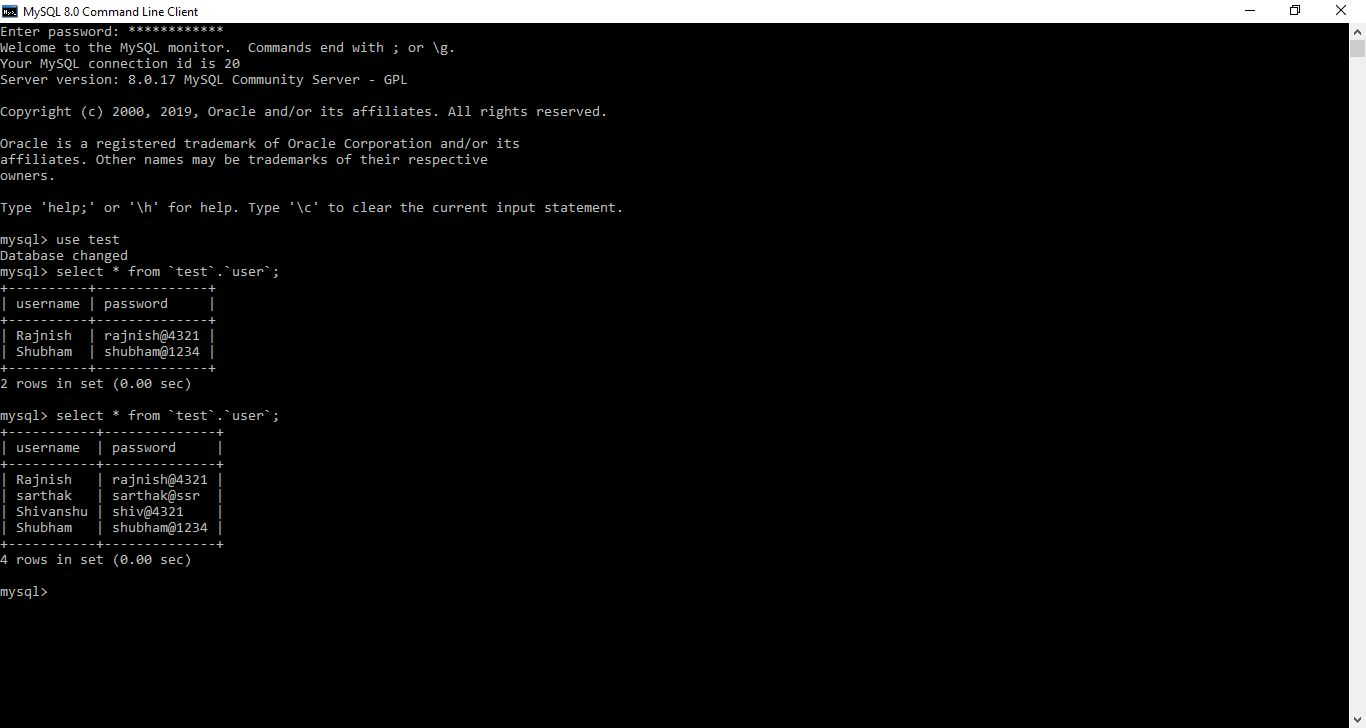 MySQL 8.0 Command Line Client
Enter password: ************
Welcome to the MySQL monitor.  Commands end with ; or \g.
Your MySQL connection id is 20
Server version: 8.0.17 MySQL Community Server - GPL
Copyright (c) 2000, 2019, Oracle and/or its affiliates. All rights reserved.
Oracle is a registered trademark of Oracle Corporation and/or its
affiliates. Other names may be trademarks of their respective
owners.
Type 'help;' or '\h' for help. Type '\c' to clear the current input statement.
mysql> use test
Database changed
mysql> select * from `test`.`user`;
+----------+--------------+
| username | password     |
+----------+--------------+
| Rajnish  | rajnish@4321 |
| Shubham  | shubham@1234 |
+----------+--------------+
2 rows in set (0.00 sec)
mysql> select * from `test`.`user`;
+-----------+--------------+
| username  | password     |
+-----------+--------------+
| Rajnish   | rajnish@4321 |
| sarthak   | sarthak@ssr  |
| Shivanshu | shiv@4321    |
| Shubham   | shubham@1234 |
+-----------+--------------+
4 rows in set (0.00 sec)
mysql>